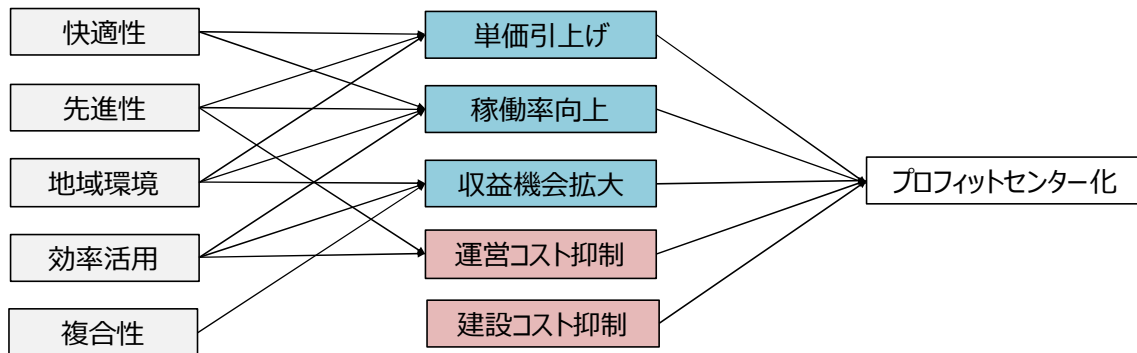 快適性
先進性
地域環境
効率活用
複合性
単価引上げ
稼働率向上
収益機会拡大
運営コスト抑制
建設コスト抑制
プロフィットセンター化